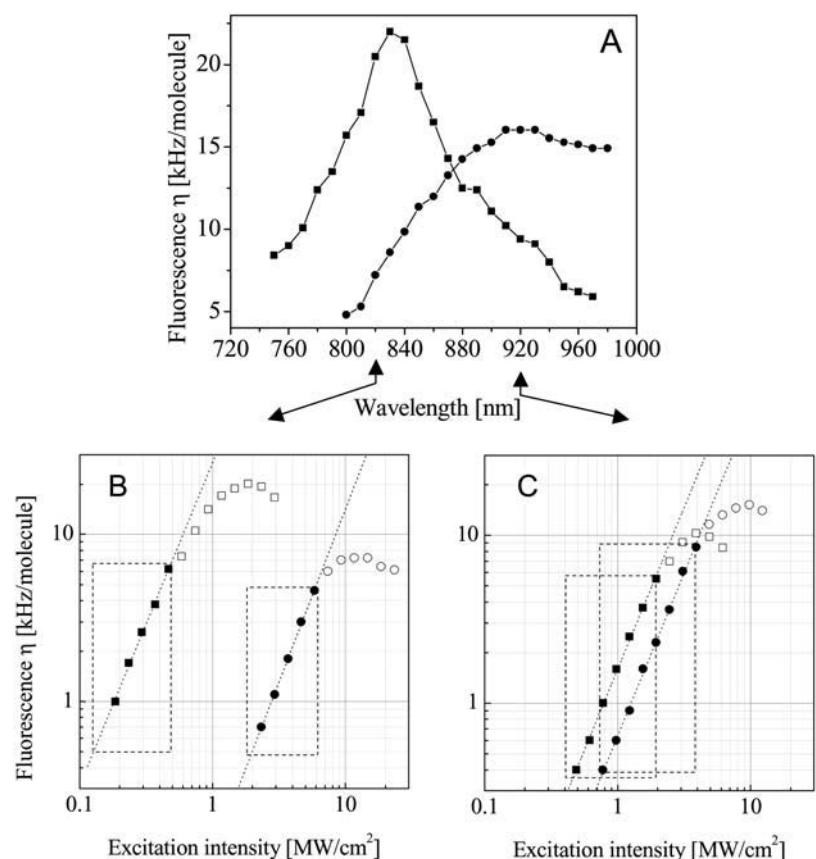 A
Fluorescence η [kHz/molecule]
20
15
10
5
720 760 800 840 880 920 960 1000
Wavelength [nm]
B
Fluorescence η [kHz/molecule]
10
1
0.1 1 10
Excitation intensity [MW/cm²]
C
10
1
0.1 1 10
Excitation intensity [MW/cm²]